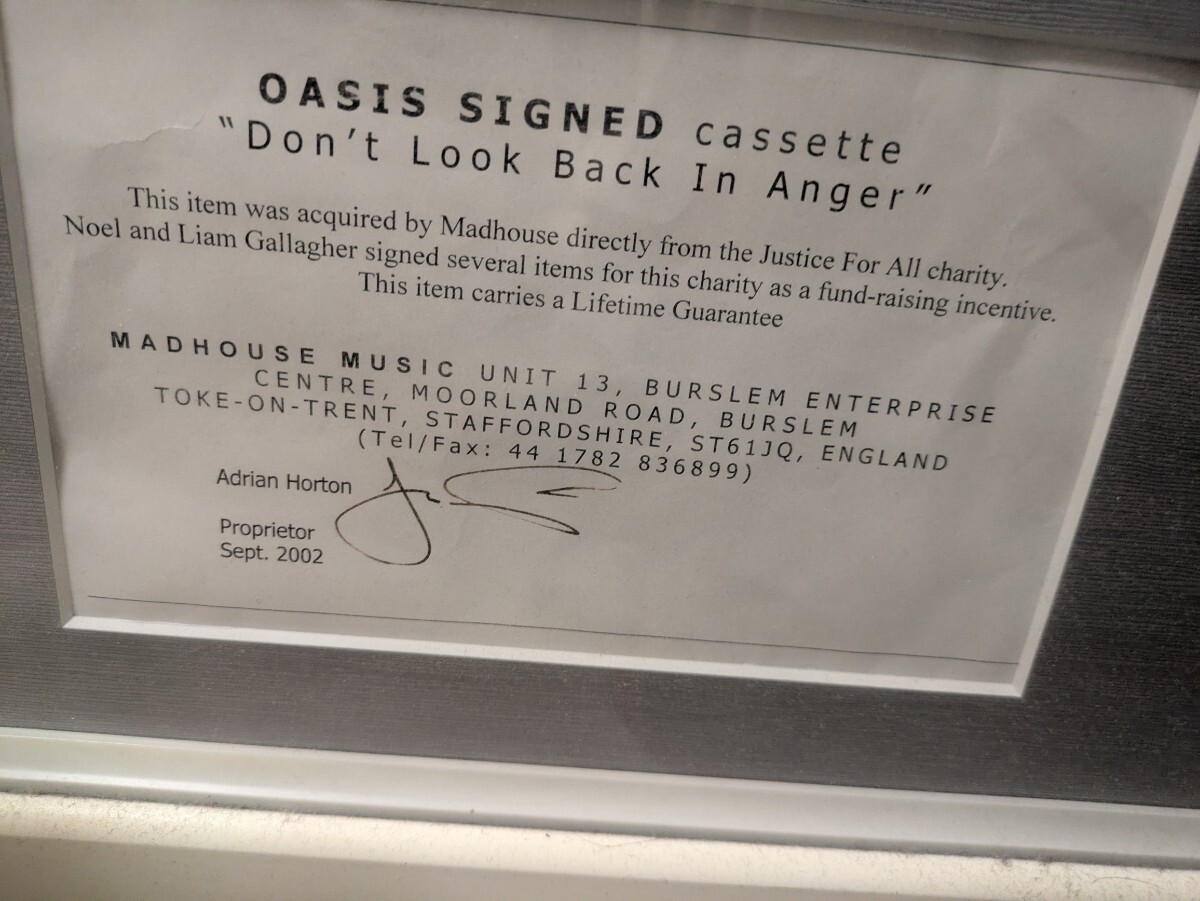 OASIS SIGNED cassette
“Don’t Look Back In Anger”
This item was acquired by Madhouse directly from the Justice For All charity.
Noel and Liam Gallagher signed several items for this charity as a fund-raising incentive.
This item carries a Lifetime Guarantee
MADHOUSE MUSIC UNIT 13, BURSLEM ENTERPRISE
CENTRE, MOORLAND ROAD, BURSLEM
TOKE-ON-TRENT, STAFFORDSHIRE, ST61JQ, ENGLAND
(Tel/Fax: 44 1782 836899)
Adrian Horton
Proprietor
Sept. 2002